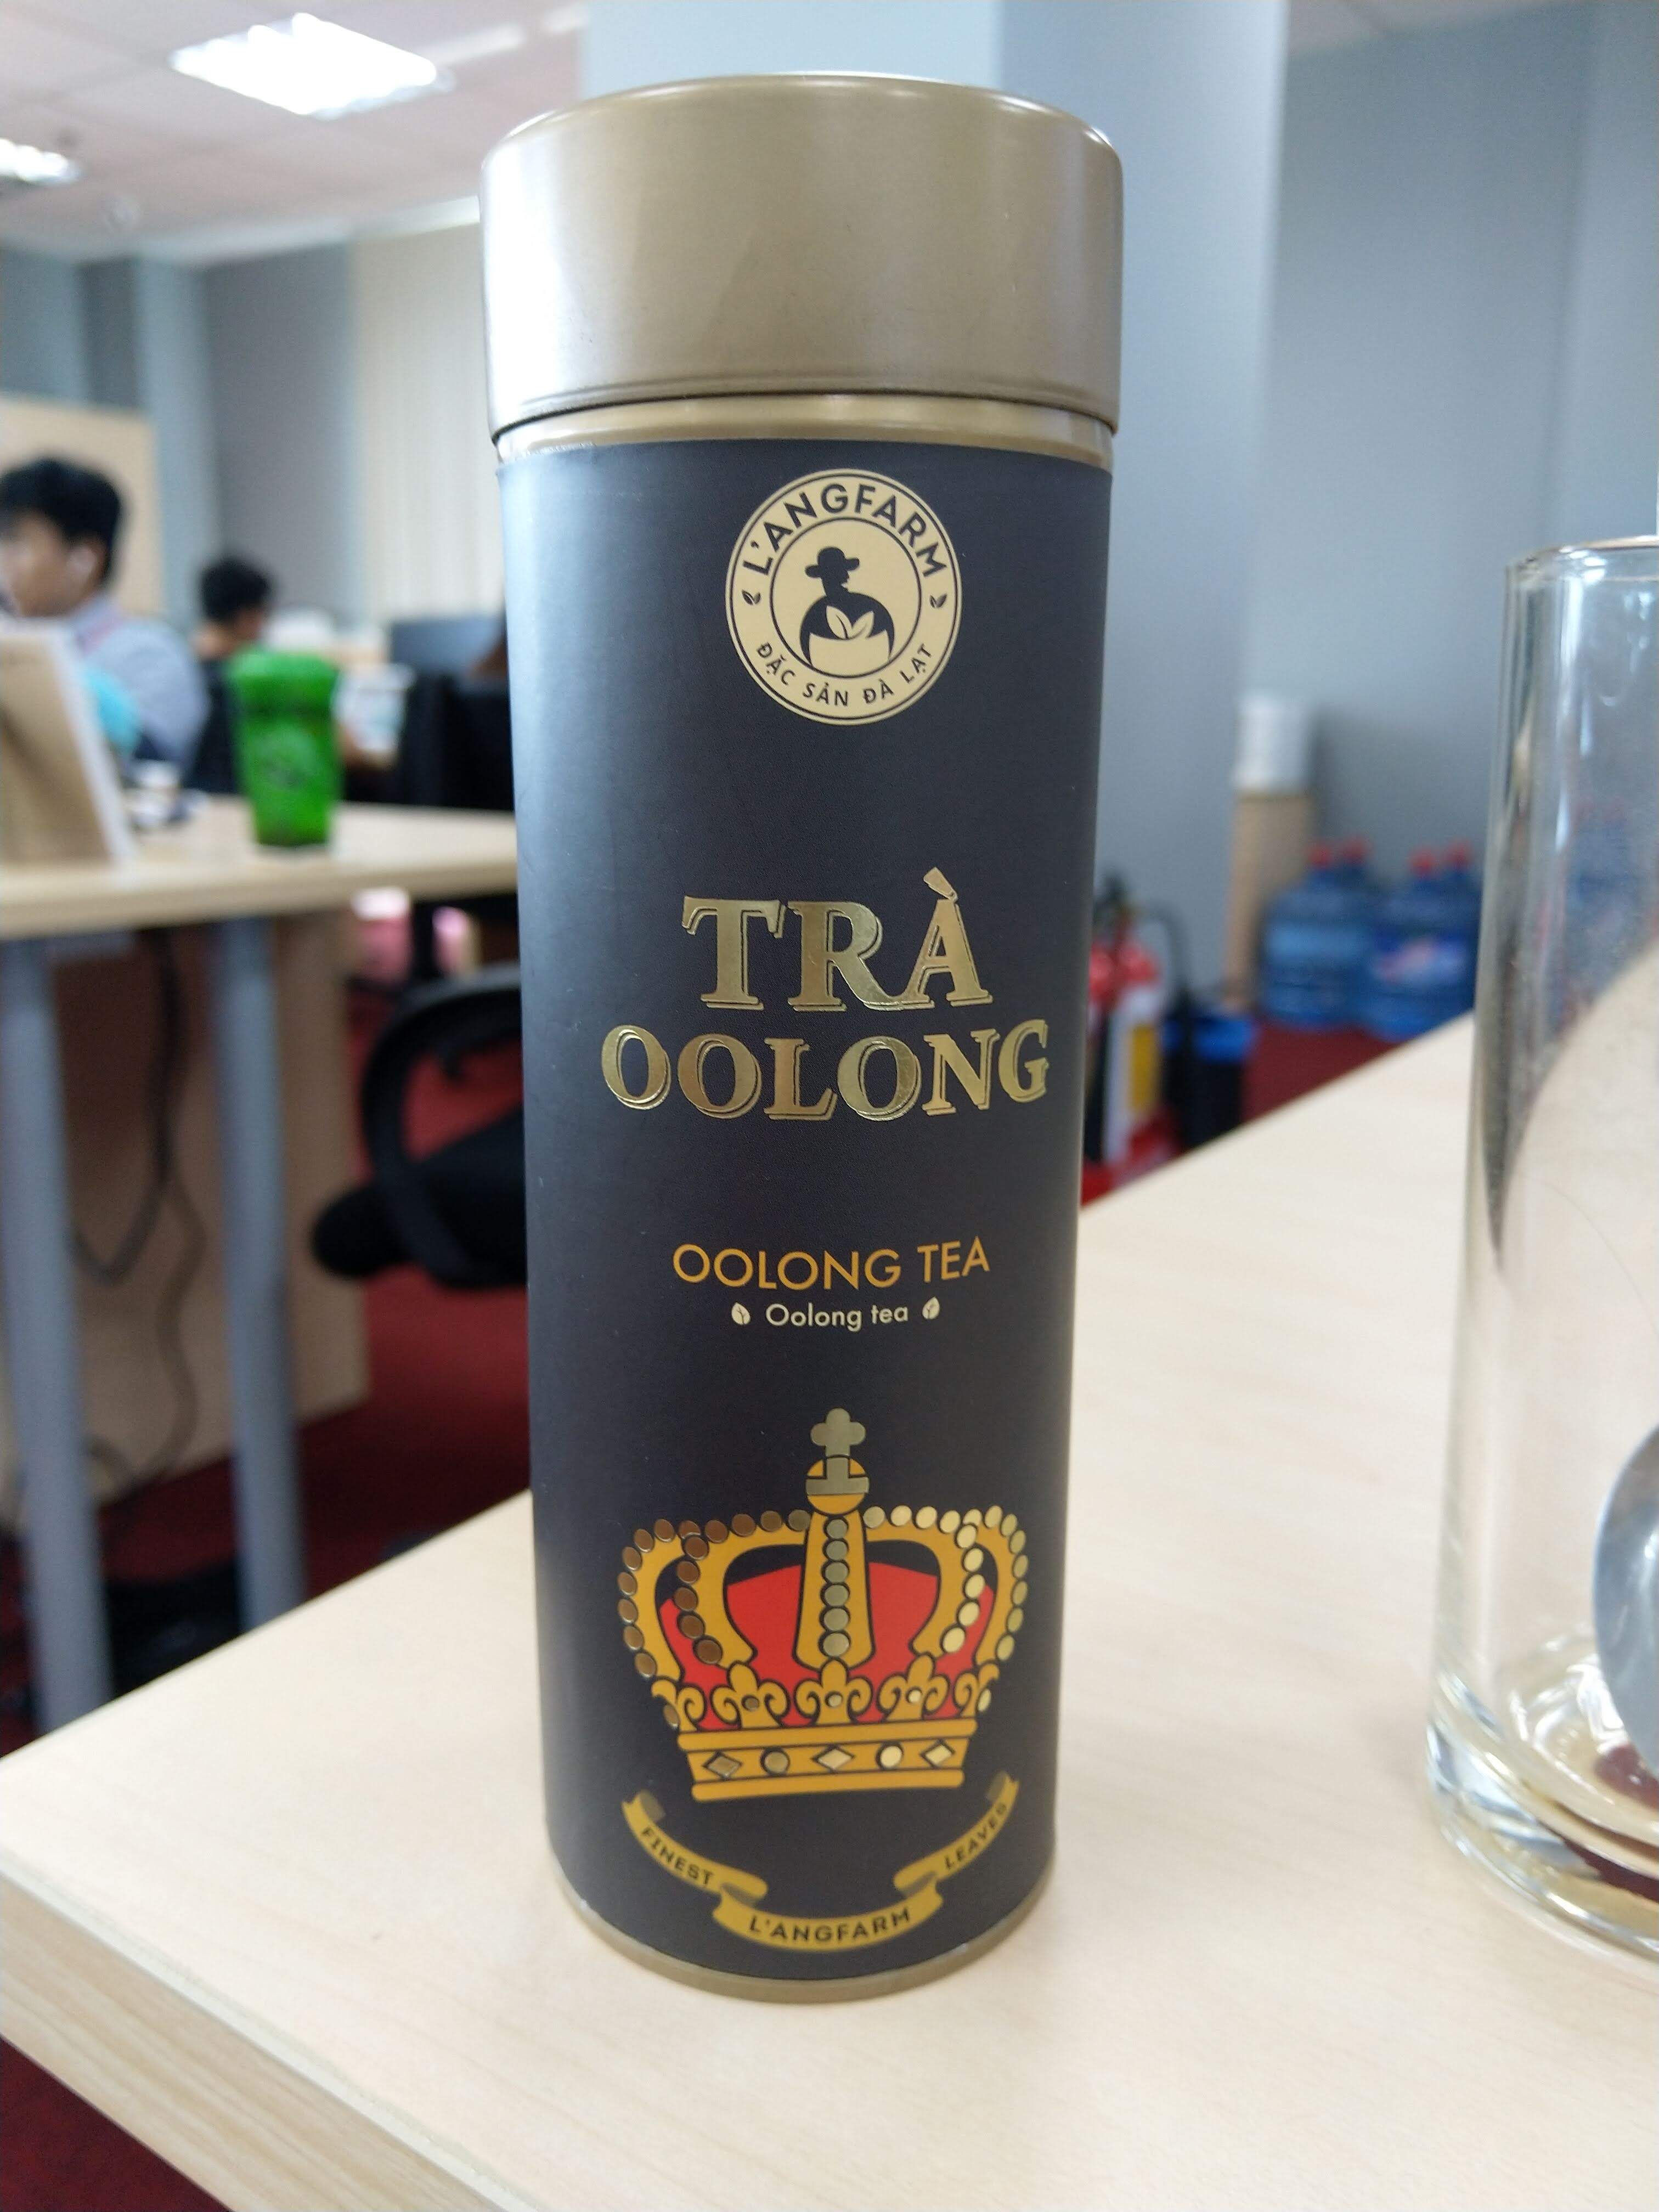 L'ANGFARM
ĐẶC SẢN ĐÀ LẠT
TRÀ
OOLONG
OOLONG TEA
Oolong tea
FINEST
L'ANGFARM
LEAVES